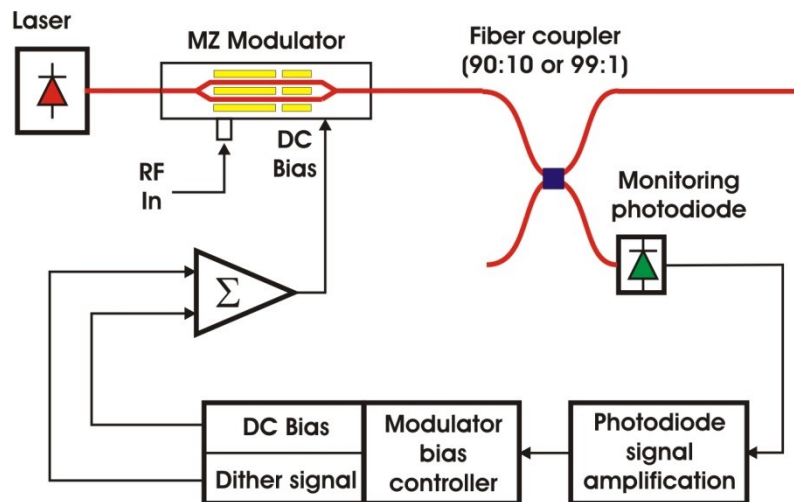 Laser
MZ Modulator
Fiber coupler
(90:10 or 99:1)
RF
In
DC
Bias
Monitoring
photodiode
Σ
DC Bias
Dither signal
Modulator
bias
controller
Photodiode
signal
amplification